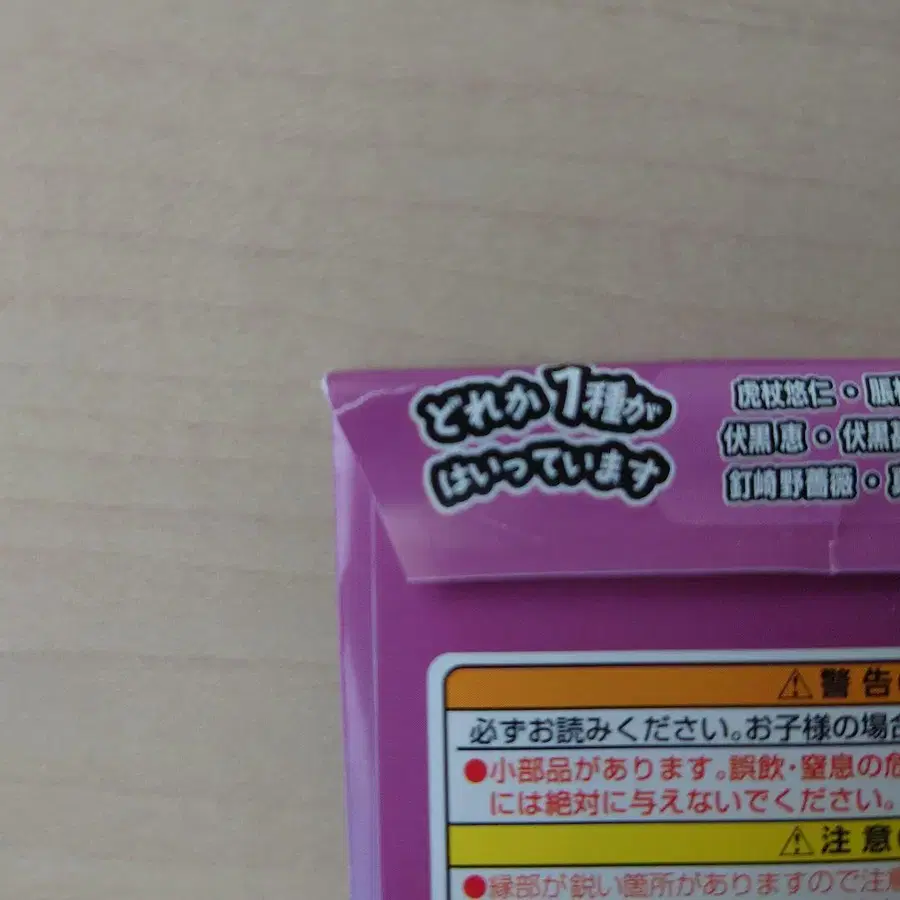 どれか1種が
はいっています
虎杖悠仁・脹
伏黒 恵・伏黒
釘崎野薔薇・
⚠警告
必ずお読みください。お子様の場合
●小部品があります。誤飲・窒息の危
には絶対に与えないでください。
⚠注意
●縁部が鋭い箇所がありますので注意